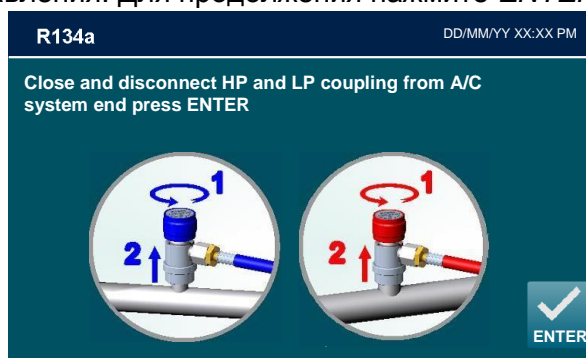 вления. Для продолжения нажмите ENTER
R134a
DD/MM/YY XX:XX PM
Close and disconnect HP and LP coupling from A/C
system end press ENTER
1
1
2
2
ENTER